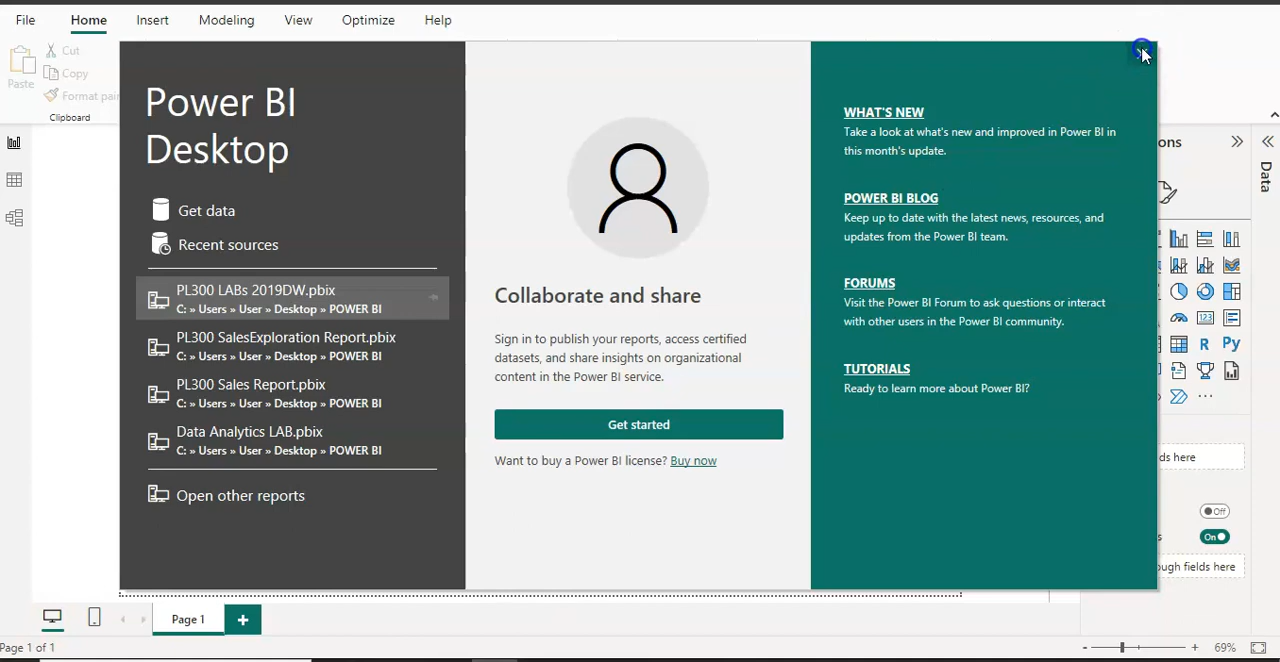 File Home Insert Modeling View Optimize Help
Paste
Cut
Copy
Format pain
Clipboard
Power BI
Desktop
Get data
Recent sources
PL300 LABs 2019DW.pbix
C: » Users » User » Desktop » POWER BI
PL300 SalesExploration Report.pbix
C: » Users » User » Desktop » POWER BI
PL300 Sales Report.pbix
C: » Users » User » Desktop » POWER BI
Data Analytics LAB.pbix
C: » Users » User » Desktop » POWER BI
Open other reports
Collaborate and share
Sign in to publish your reports, access certified
datasets, and share insights on organizational
content in the Power BI service.
Get started
Want to buy a Power BI license? Buy now
WHAT'S NEW
Take a look at what's new and improved in Power BI in
this month's update.
POWER BI BLOG
Keep up to date with the latest news, resources, and
updates from the Power BI team.
FORUMS
Visit the Power BI Forum to ask questions or interact
with other users in the Power BI community.
TUTORIALS
Ready to learn more about Power BI?
ons
Data
123
R Py
ds here
Off
s On
ough fields here
Page 1
Page 1 of 1
- + 69%